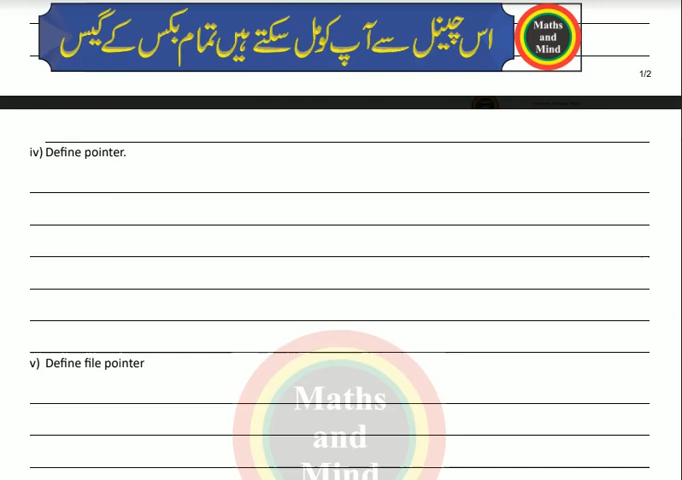 اس چینل سے آپ کو مل سکتے ہیں تمام بکس کے گیس
Maths
and
Mind
1/2
iv) Define pointer.
v) Define file pointer
Maths
and
Mind